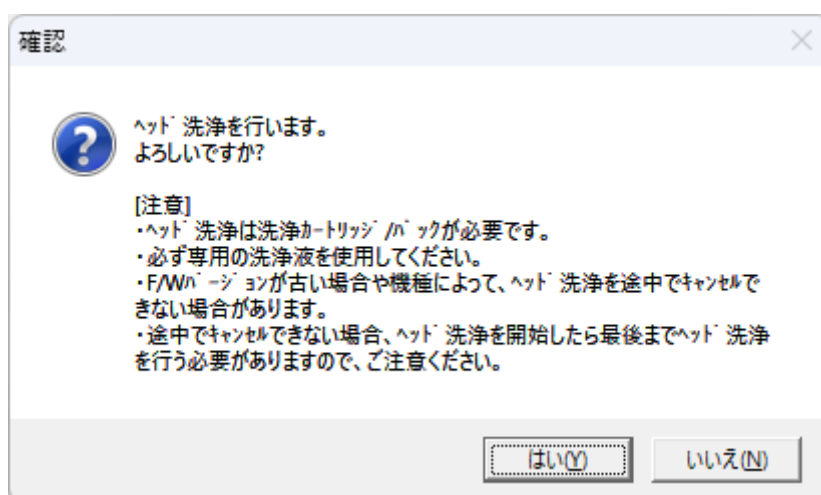 確認
ﾍｯﾄﾞ洗浄を行います。
よろしいですか?
[注意]
・ﾍｯﾄﾞ洗浄は洗浄ｶｰﾄﾘｯｼﾞ/ﾊﾟｯｸが必要です。
・必ず専用の洗浄液を使用してください。
・F/Wﾊﾞｰｼﾞｮﾝが古い場合や機種によって、ﾍｯﾄﾞ洗浄を途中でｷｬﾝｾﾙで
きない場合があります。
・途中でｷｬﾝｾﾙできない場合、ﾍｯﾄﾞ洗浄を開始したら最後までﾍｯﾄﾞ洗浄
を行う必要がありますので、ご注意ください。
はい(Y)
いいえ(N)